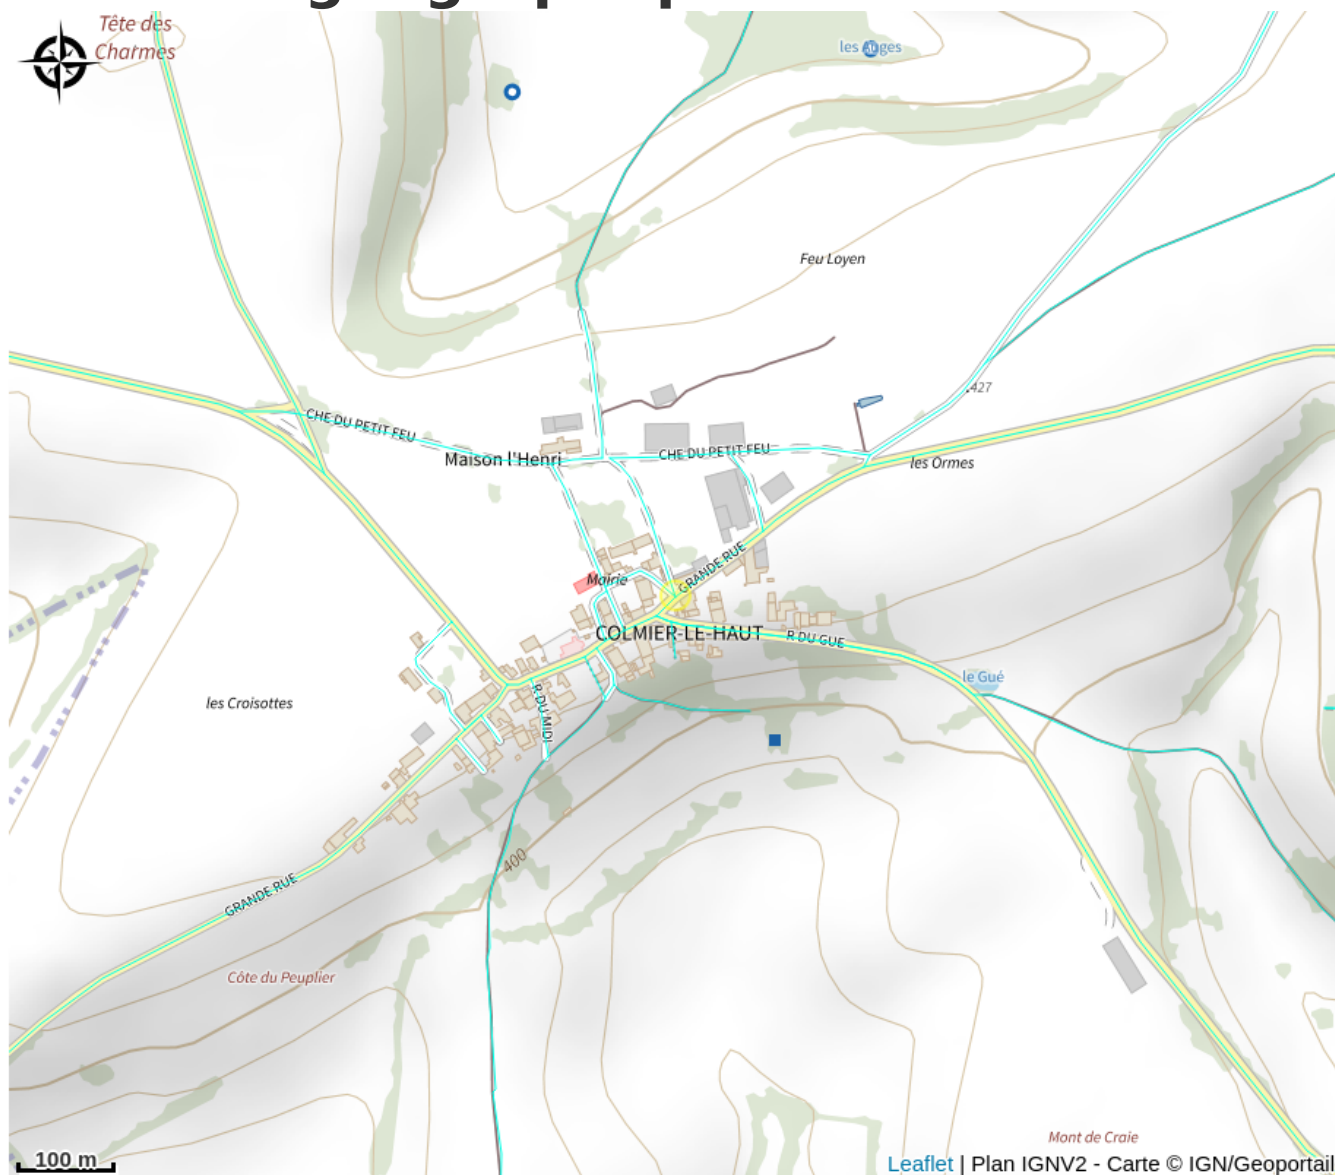 Tête des
Charmes
les Auges
Feu Loyen
427
CHE DU PETIT FEU
Maison l'Henri
CHE DU PETIT FEU
les Ormes
GRANDE RUE
Mairie
COLMIER-LE-HAUT
R DU GUE
le Gué
les Croisottes
R DU MIDI
400
GRANDE RUE
Côte du Peuplier
Mont de Craie
100 m
Leaflet | Plan IGNV2 - Carte © IGN/Geoportail